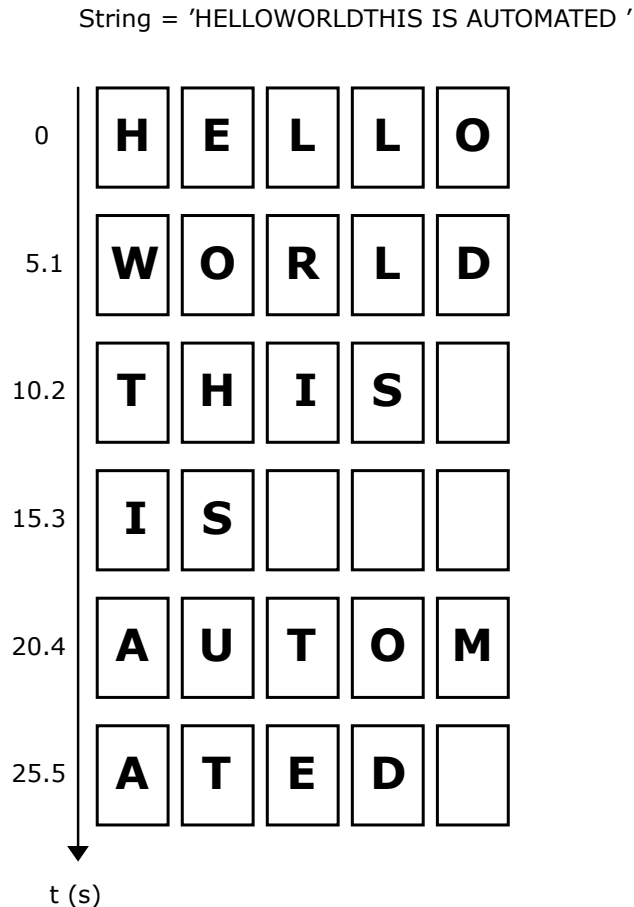 String = ’HELLOWORLDTHIS IS AUTOMATED ’
0 H E L L O
5.1 W O R L D
10.2 T H I S
15.3 I S
20.4 A U T O M
25.5 A T E D
t (s)